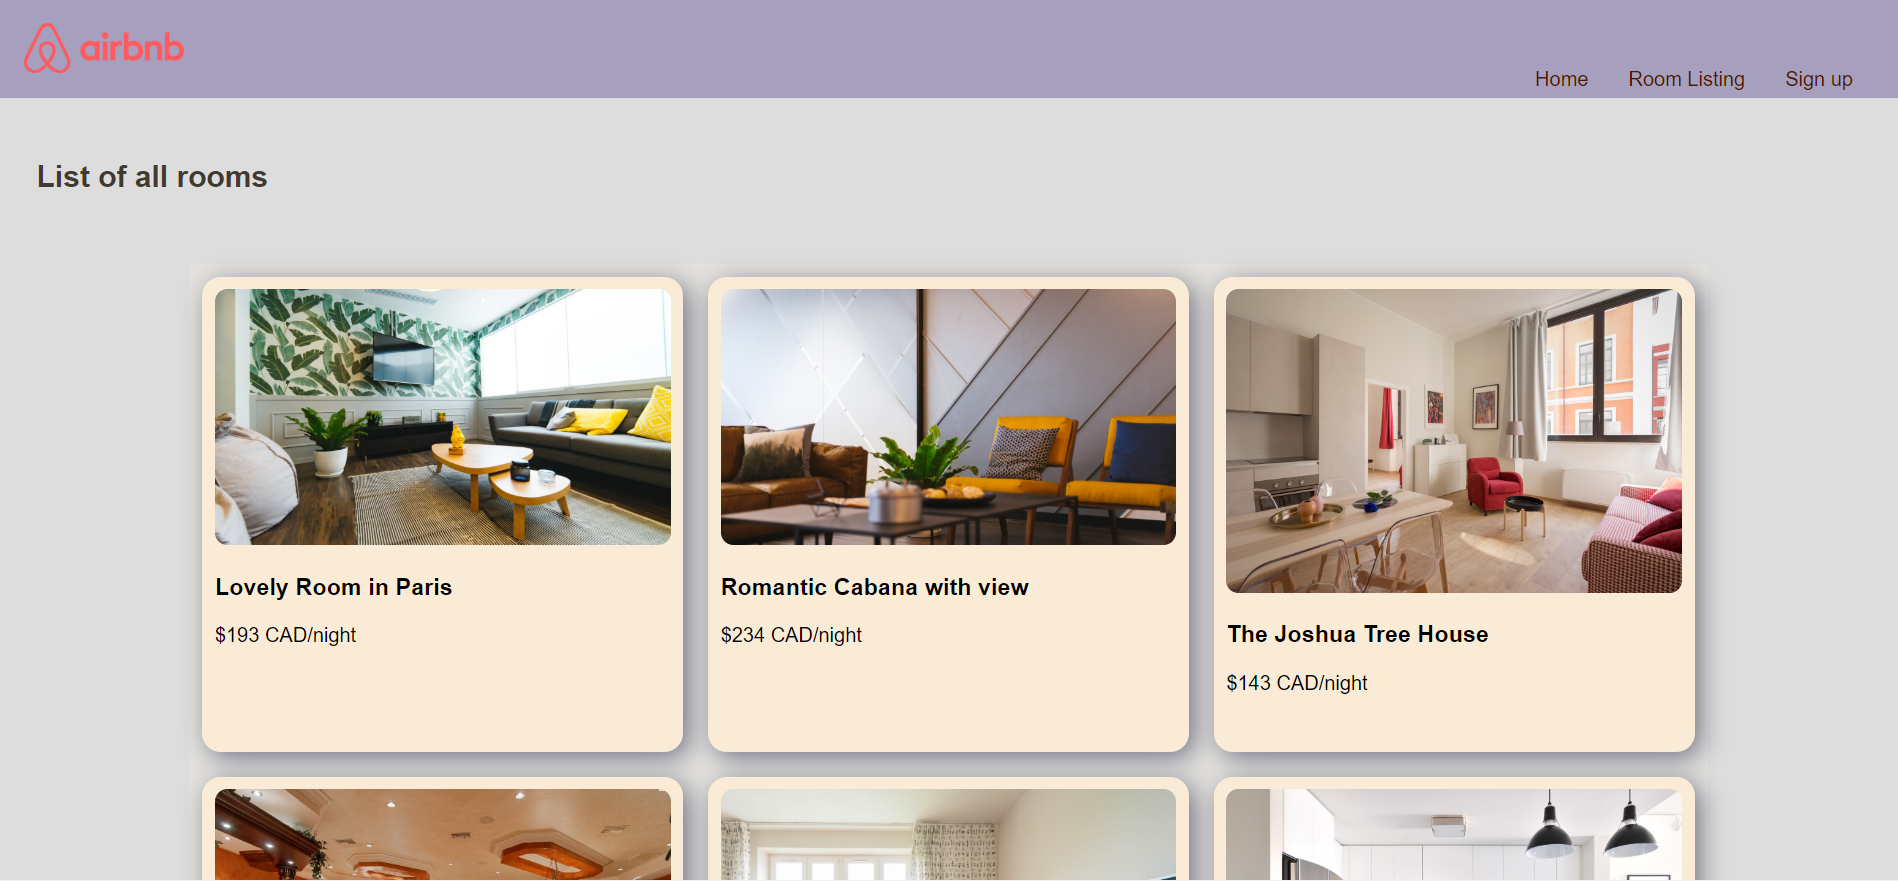 airbnb
Home Room Listing Sign up
List of all rooms
Lovely Room in Paris
$193 CAD/night
Romantic Cabana with view
$234 CAD/night
The Joshua Tree House
$143 CAD/night